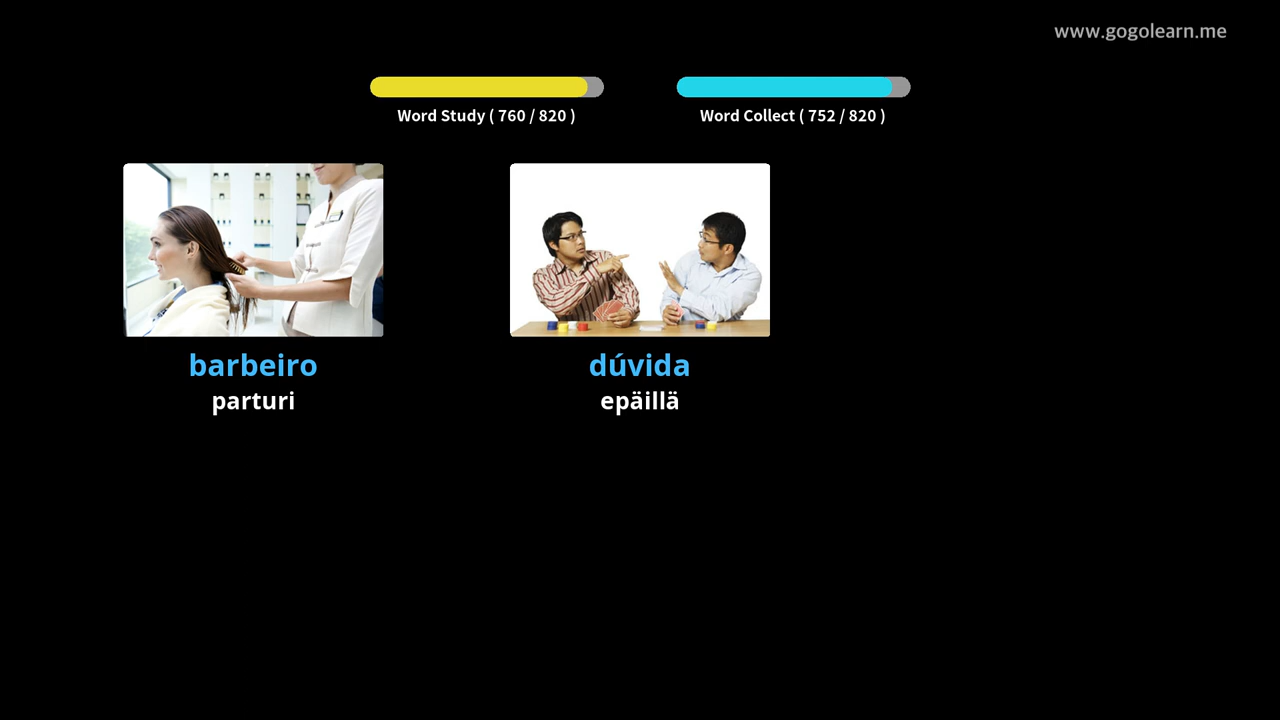 www.gogolearn.me
Word Study ( 760 / 820 )
Word Collect ( 752 / 820 )
barbeiro
parturi
dúvida
epäillä